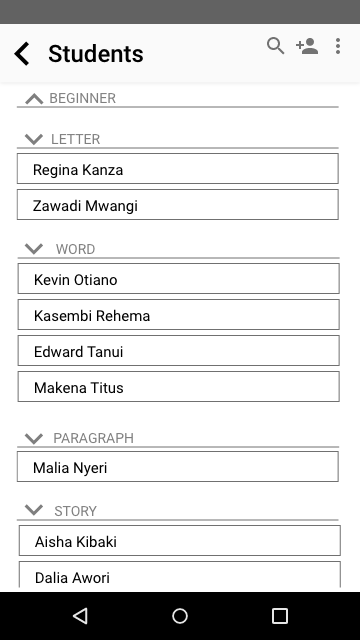 Students
BEGINNER
LETTER
Regina Kanza
Zawadi Mwangi
WORD
Kevin Otiano
Kasembi Rehema
Edward Tanui
Makena Titus
PARAGRAPH
Malia Nyeri
STORY
Aisha Kibaki
Dalia Awori